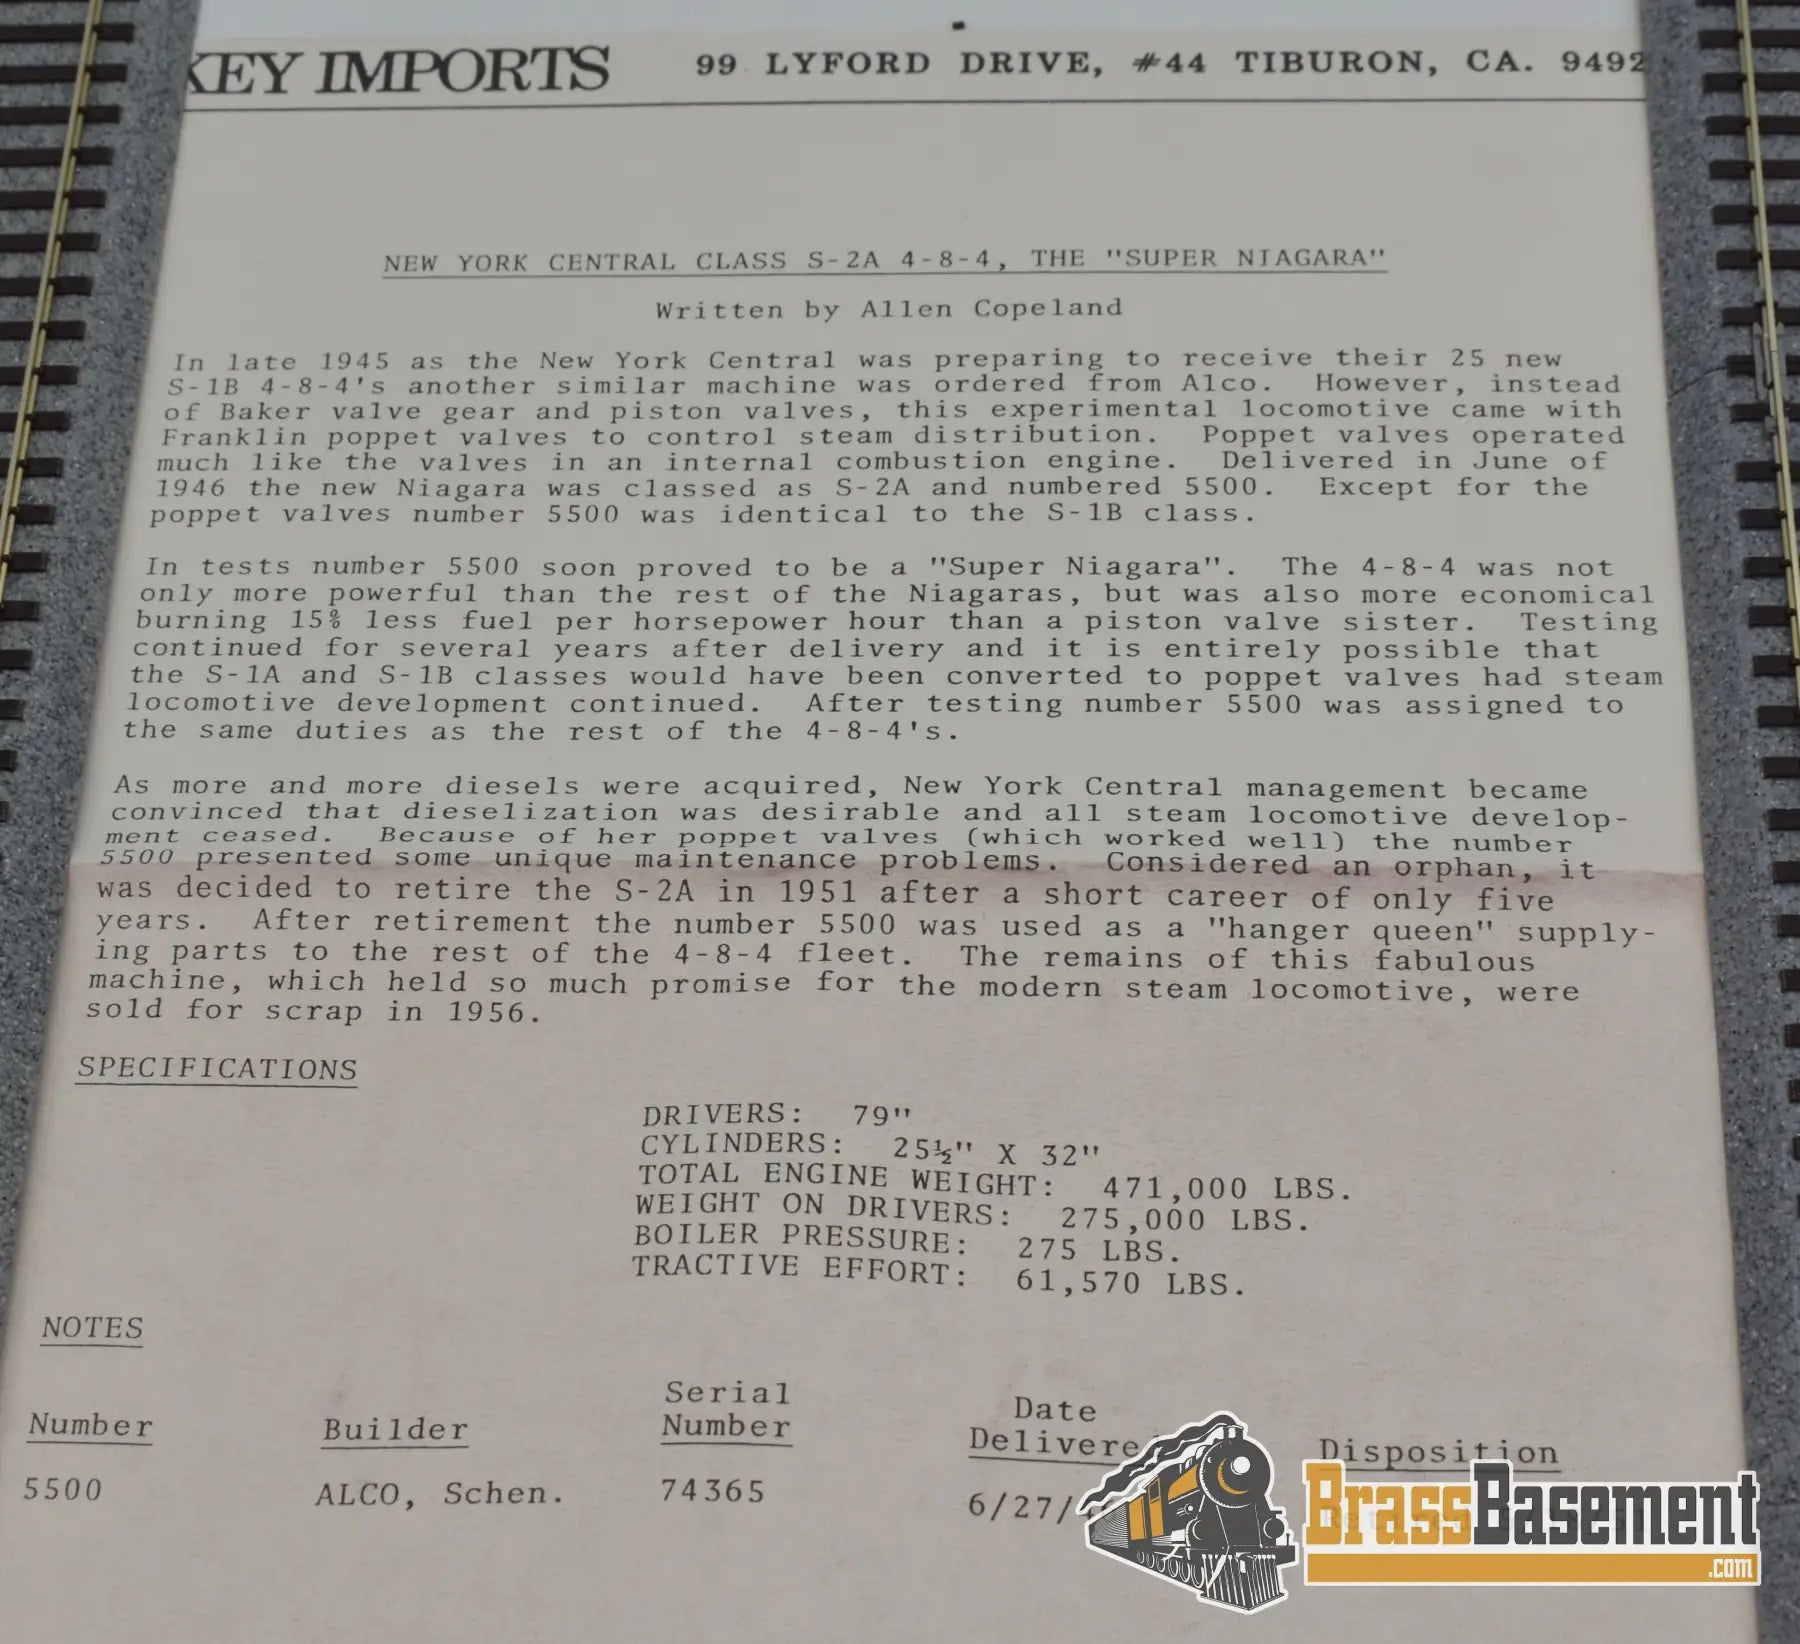 KEY IMPORTS 99 LYFORD DRIVE, #44 TIBURON, CA. 9492
NEW YORK CENTRAL CLASS S-2A 4-8-4, THE "SUPER NIAGARA"
Written by Allen Copeland
In late 1945 as the New York Central was preparing to receive their 25 new
S-1B 4-8-4's another similar machine was ordered from Alco. However, instead
of Baker valve gear and piston valves, this experimental locomotive came with
Franklin poppet valves to control steam distribution. Poppet valves operated
much like the valves in an internal combustion engine. Delivered in June of
1946 the new Niagara was classed as S-2A and numbered 5500. Except for the
poppet valves number 5500 was identical to the S-1B class.
In tests number 5500 soon proved to be a "Super Niagara". The 4-8-4 was not
only more powerful than the rest of the Niagaras, but was also more economical
burning 15% less fuel per horsepower hour than a piston valve sister. Testing
continued for several years after delivery and it is entirely possible that
the S-1A and S-1B classes would have been converted to poppet valves had steam
locomotive development continued. After testing number 5500 was assigned to
the same duties as the rest of the 4-8-4's.
As more and more diesels were acquired, New York Central management became
convinced that dieselization was desirable and all steam locomotive develop-
ment ceased. Because of her poppet valves (which worked well) the number
5500 presented some unique maintenance problems. Considered an orphan, it
was decided to retire the S-2A in 1951 after a short career of only five
years. After retirement the number 5500 was used as a "hanger queen" supply-
ing parts to the rest of the 4-8-4 fleet. The remains of this fabulous
machine, which held so much promise for the modern steam locomotive, were
sold for scrap in 1956.
SPECIFICATIONS
DRIVERS: 79"
CYLINDERS: 25½" X 32"
TOTAL ENGINE WEIGHT: 471,000 LBS.
WEIGHT ON DRIVERS: 275,000 LBS.
BOILER PRESSURE: 275 LBS.
TRACTIVE EFFORT: 61,570 LBS.
NOTES
Number Builder Serial Number Date Delivere Disposition
5500 ALCO, Schen. 74365 6/27/
BrassBasement
.com